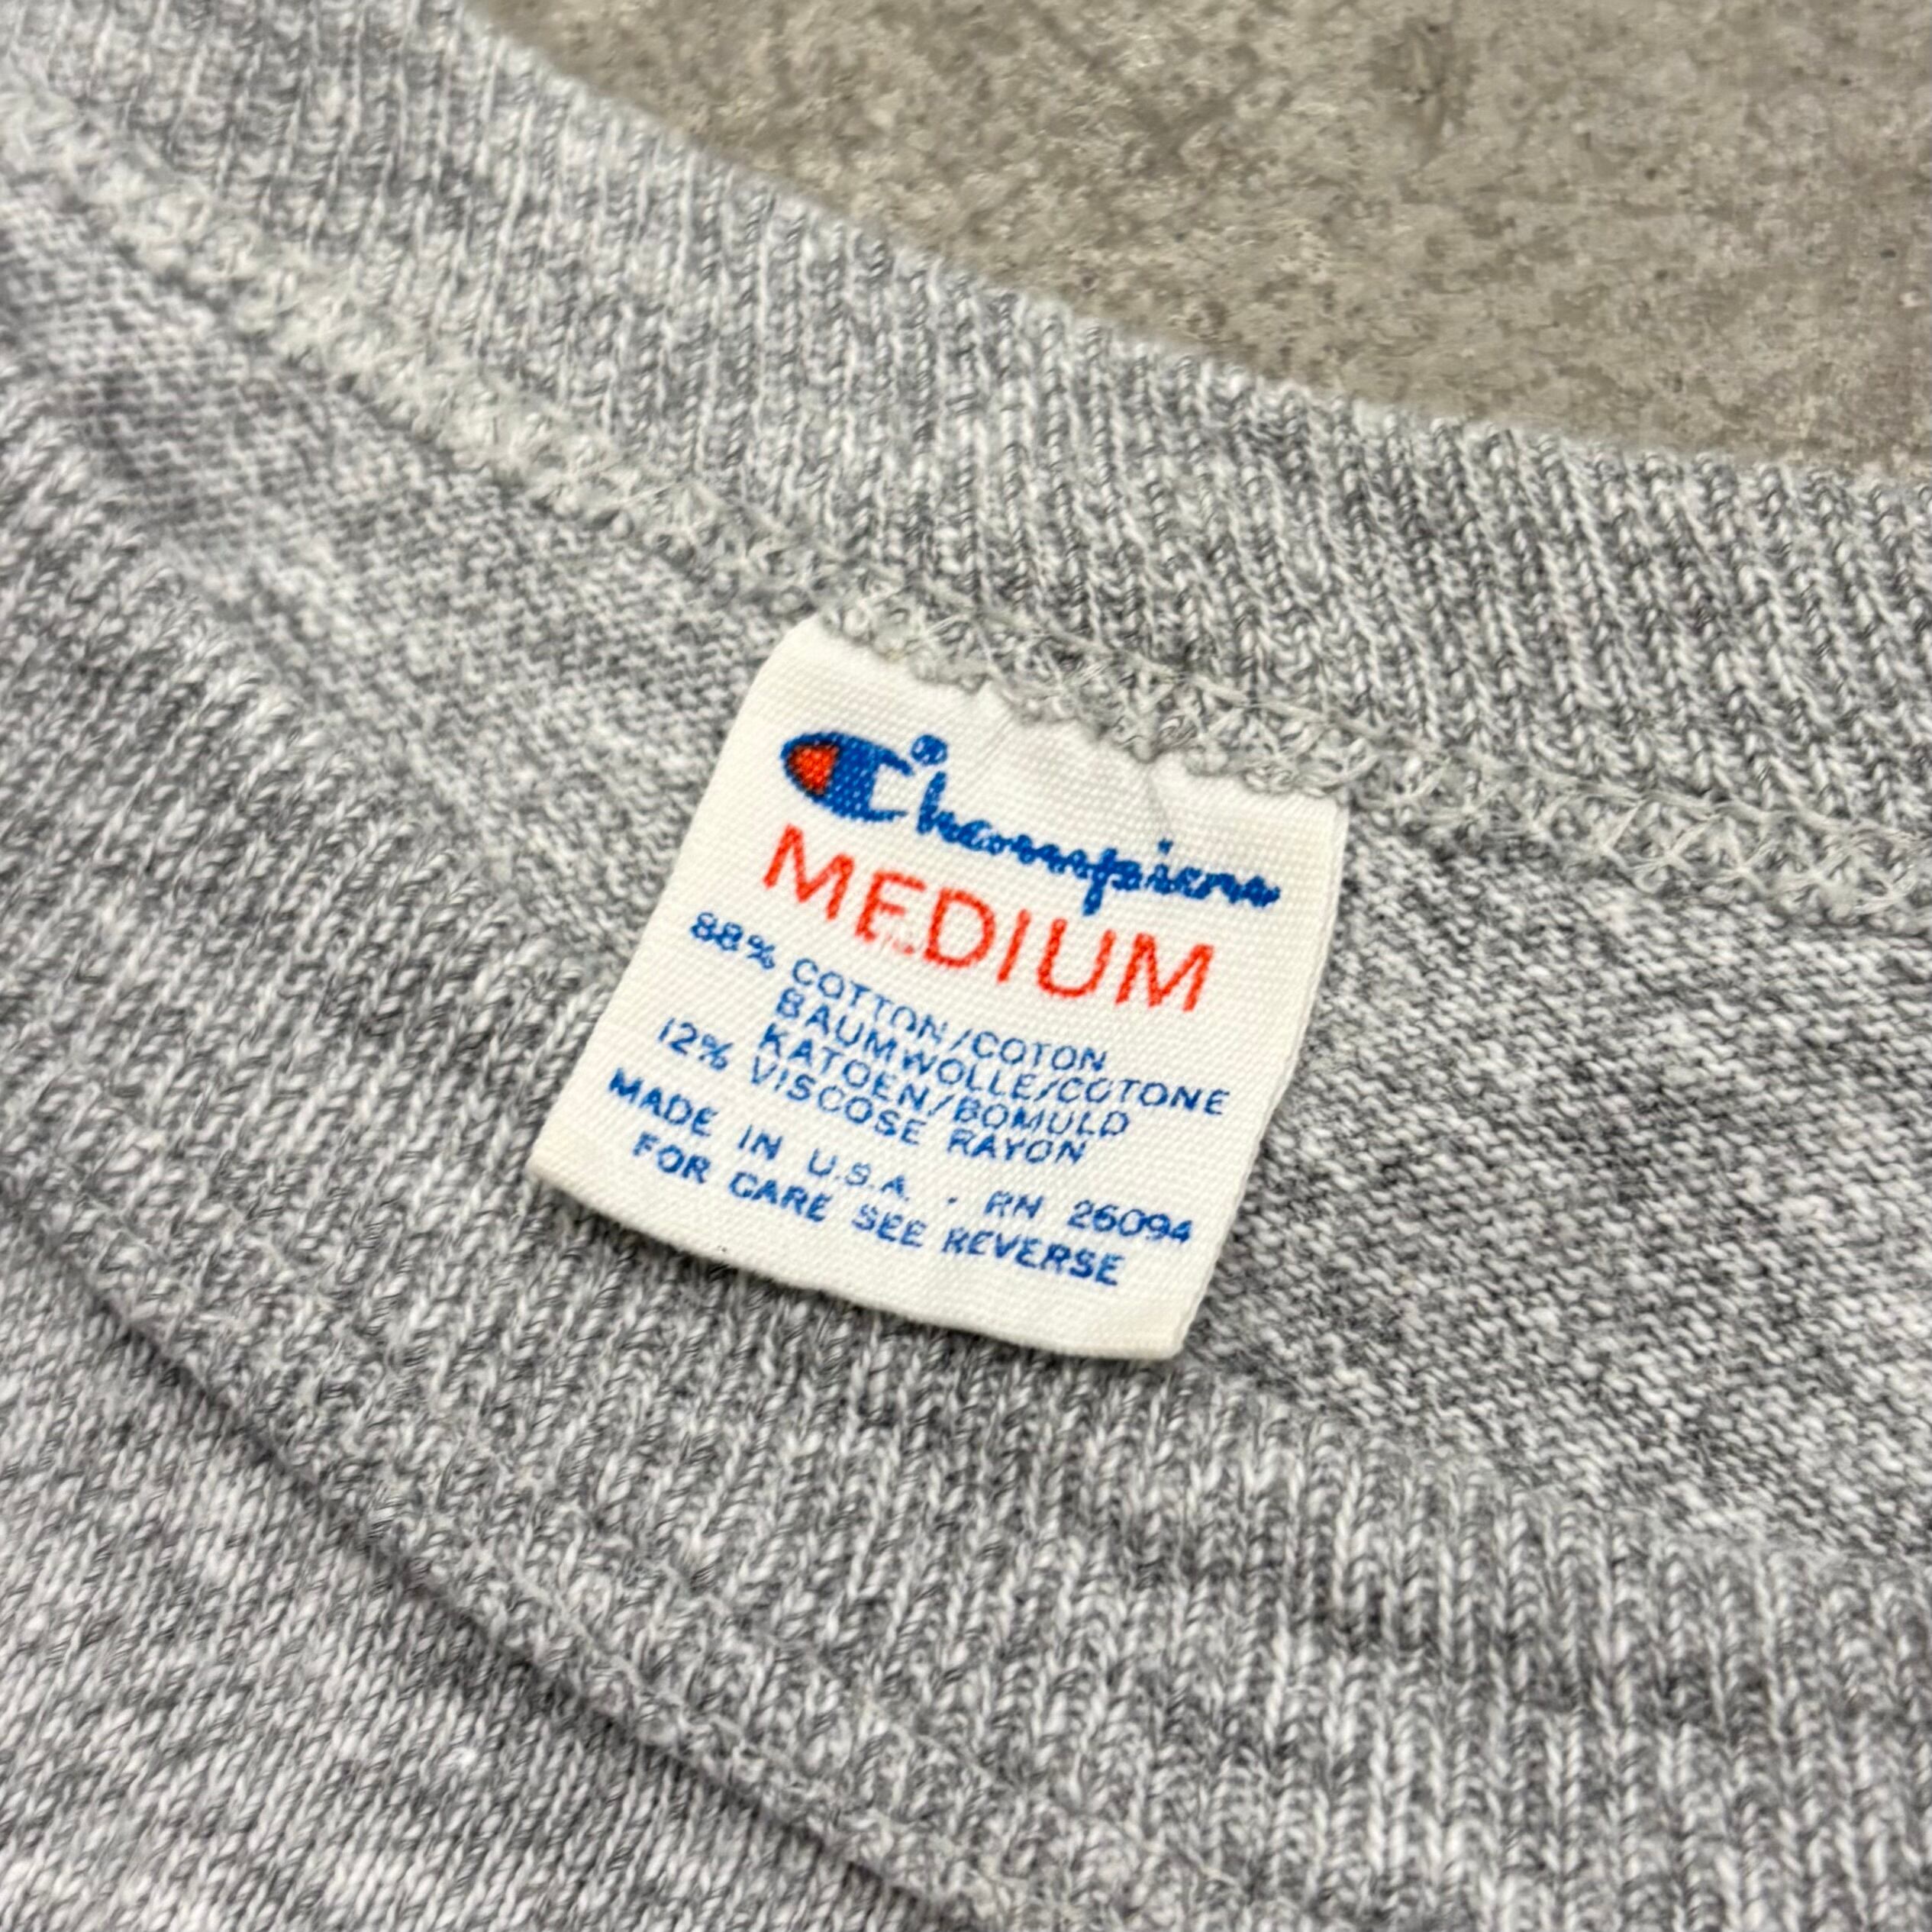 Champion®
MEDIUM
88% COTTON/COTON
BAUMWOLLE/COTONE
KATOEN/BOMULD
12% VISCOSE RAYON
MADE IN U.S.A. · RN 26094
FOR CARE SEE REVERSE